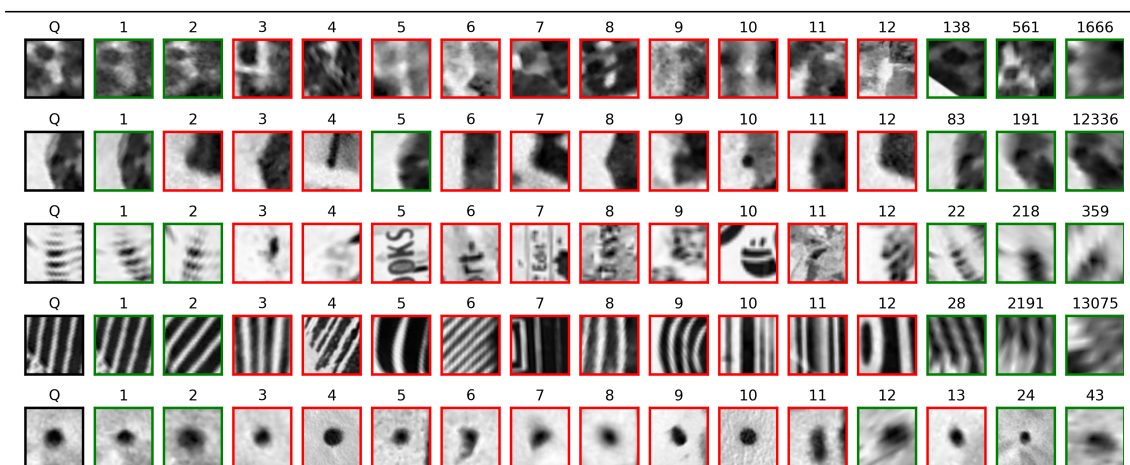 Q 1 2 3 4 5 6 7 8 9 10 11 12 138 561 1666
Q 1 2 3 4 5 6 7 8 9 10 11 12 83 191 12336
Q 1 2 3 4 5 6 7 8 9 10 11 12 22 218 359
OKS
Edit
Q 1 2 3 4 5 6 7 8 9 10 11 12 28 2191 13075
Q 1 2 3 4 5 6 7 8 9 10 11 12 13 24 43